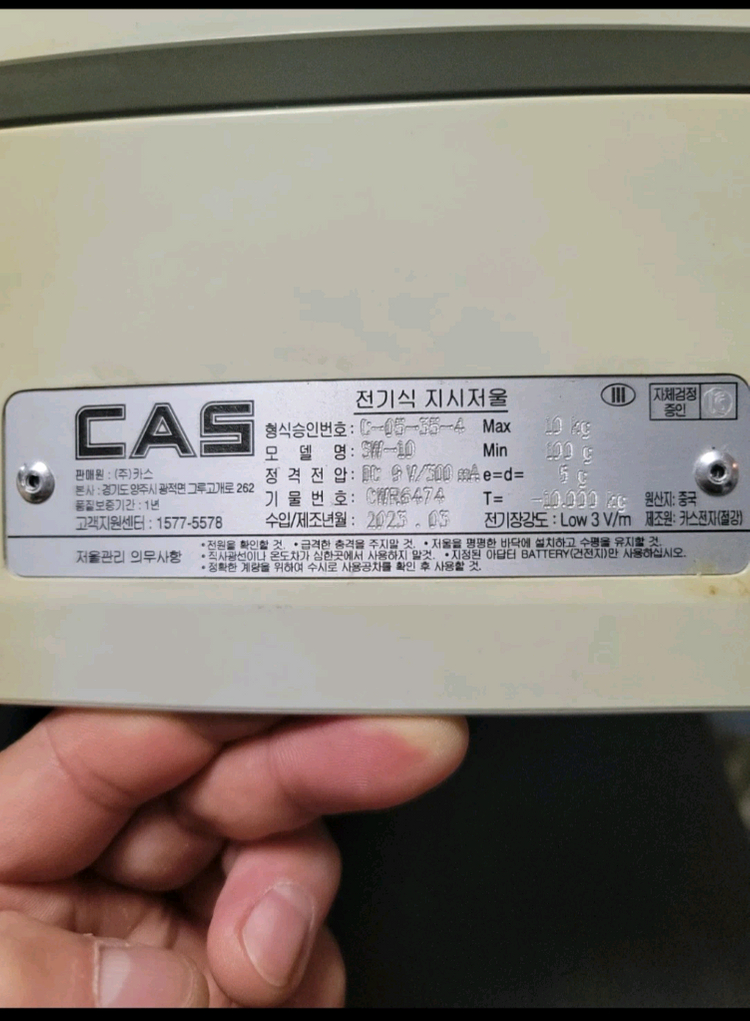 CAS
전기식 지시저울
III
자체검정
증인
형식승인번호: C-05-35-4 Max 10 kg
모 델 명: SW-10 Min 100 g
정 격 전 압: DC 9 V/300 mA e=d= 5 g
기 물 번 호: CWR6474 T= -10.000 kg 원산지: 중국
수입/제조년월: 2023 . 03 전기장강도: Low 3 V/m 제조원: 카스전자(절강)
판매원 : (주)카스
본사 : 경기도 양주시 광적면 그루고개로 262
품질보증기간 : 1년
고객지원센터 : 1577-5578
저울관리 의무사항
• 전원을 확인할 것. • 급격한 충격을 주지말 것. • 저울을 평평한 바닥에 설치하고 수평을 유지할 것.
• 직사광선이나 온도차가 심한곳에서 사용하지 말것. • 지정된 아답터 BATTERY(건전지)만 사용하십시오.
• 정확한 계량을 위하여 수시로 사용공차를 확인 후 사용할 것.